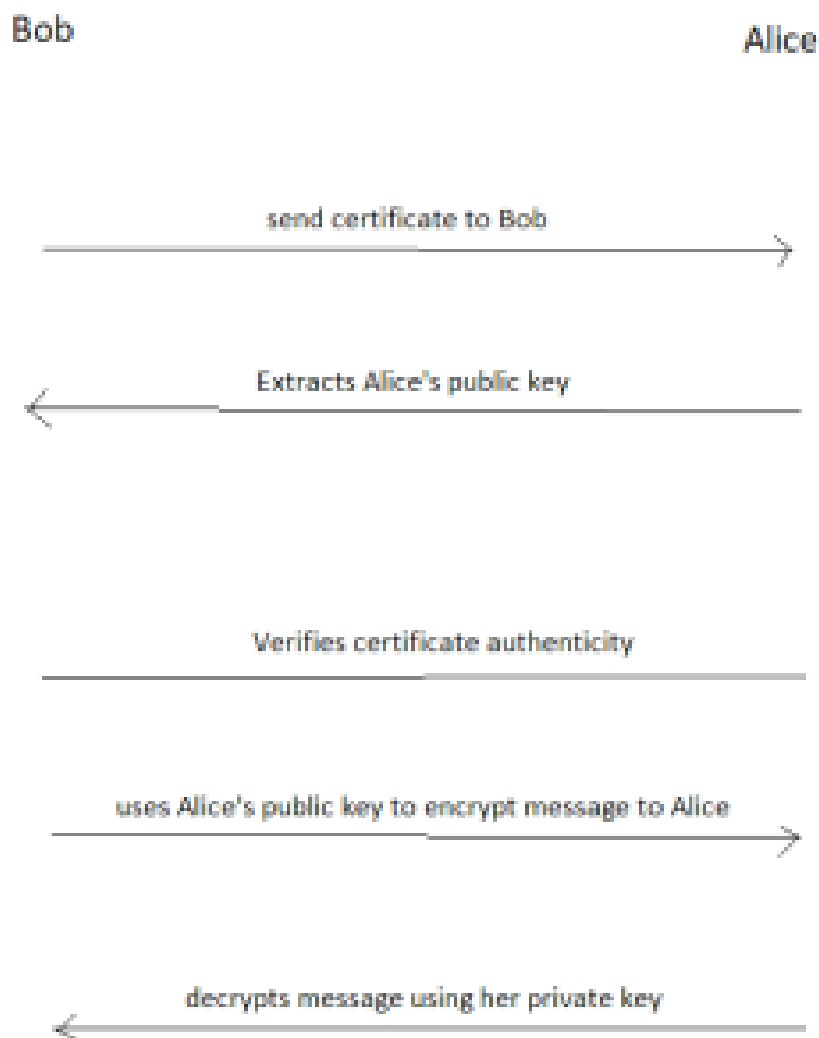 Bob
Alice
send certificate to Bob
Extracts Alice's public key
Verifies certificate authenticity
uses Alice's public key to encrypt message to Alice
decrypts message using her private key